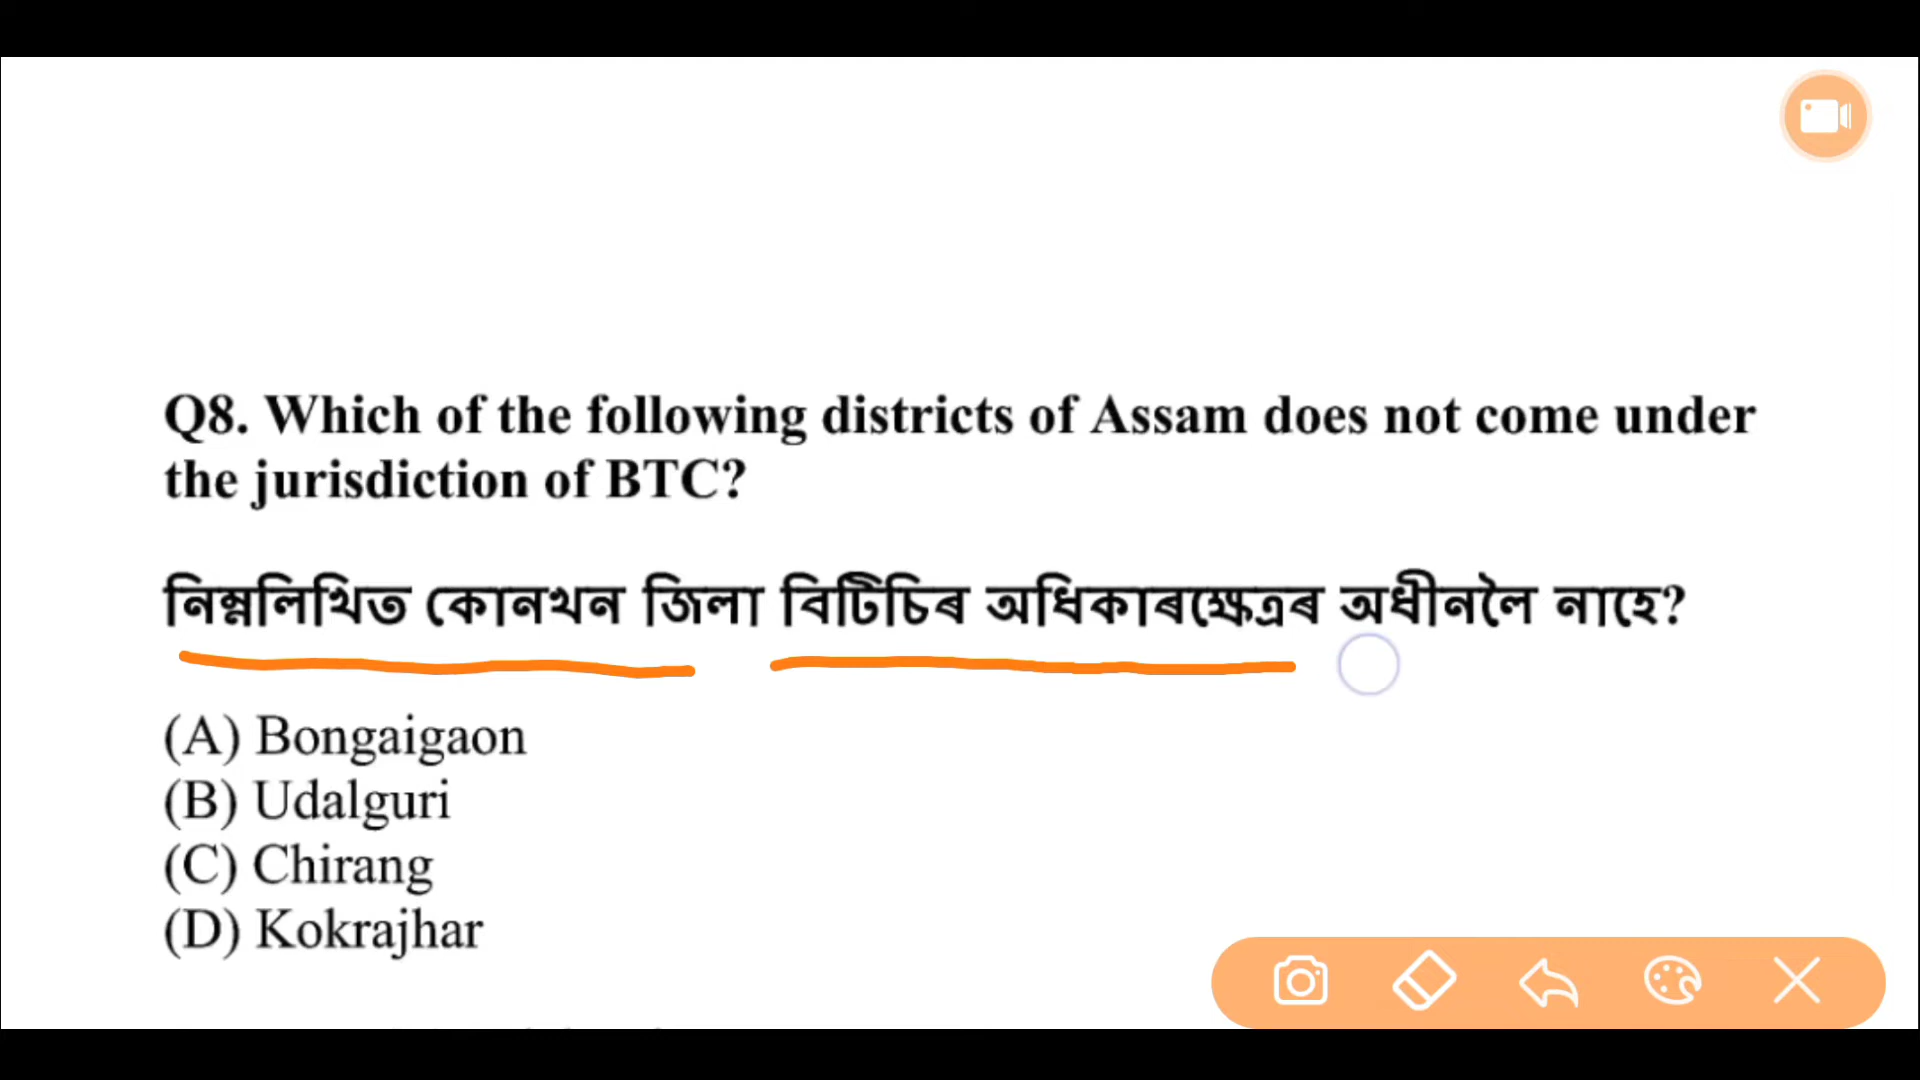 Q8. Which of the following districts of Assam does not come under
the jurisdiction of BTC?
নিম্নলিখিত কোনখন জিলা বিটিচিৰ অধিকাৰক্ষেত্ৰৰ অধীনলৈ নাহে?
(A) Bongaigaon
(B) Udalguri
(C) Chirang
(D) Kokrajhar